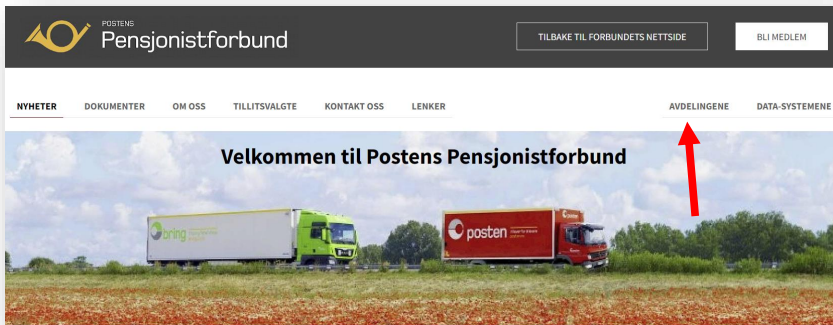 POSTENS
Pensjonistforbund
TILBAKE TIL FORBUNDETS NETTSIDE
BLI MEDLEM
NYHETER DOKUMENTER OM OSS TILLITSVALGTE KONTAKT OSS LENKER AVDELINGENE DATA-SYSTEMENE
Velkommen til Postens Pensjonistforbund
bring
posten